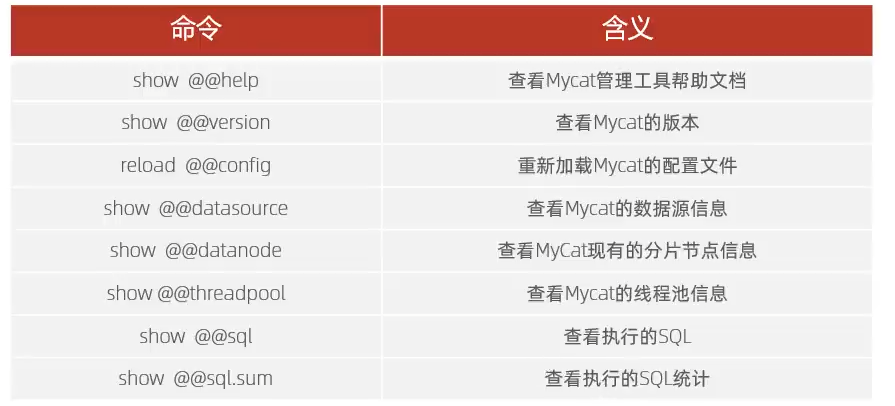 命令 含义
show @@help 查看Mycat管理工具帮助文档
show @@version 查看Mycat的版本
reload @@config 重新加载Mycat的配置文件
show @@datasource 查看Mycat的数据源信息
show @@datanode 查看MyCat现有的分片节点信息
show @@threadpool 查看Mycat的线程池信息
show @@sql 查看执行的SQL
show @@sql.sum 查看执行的SQL统计